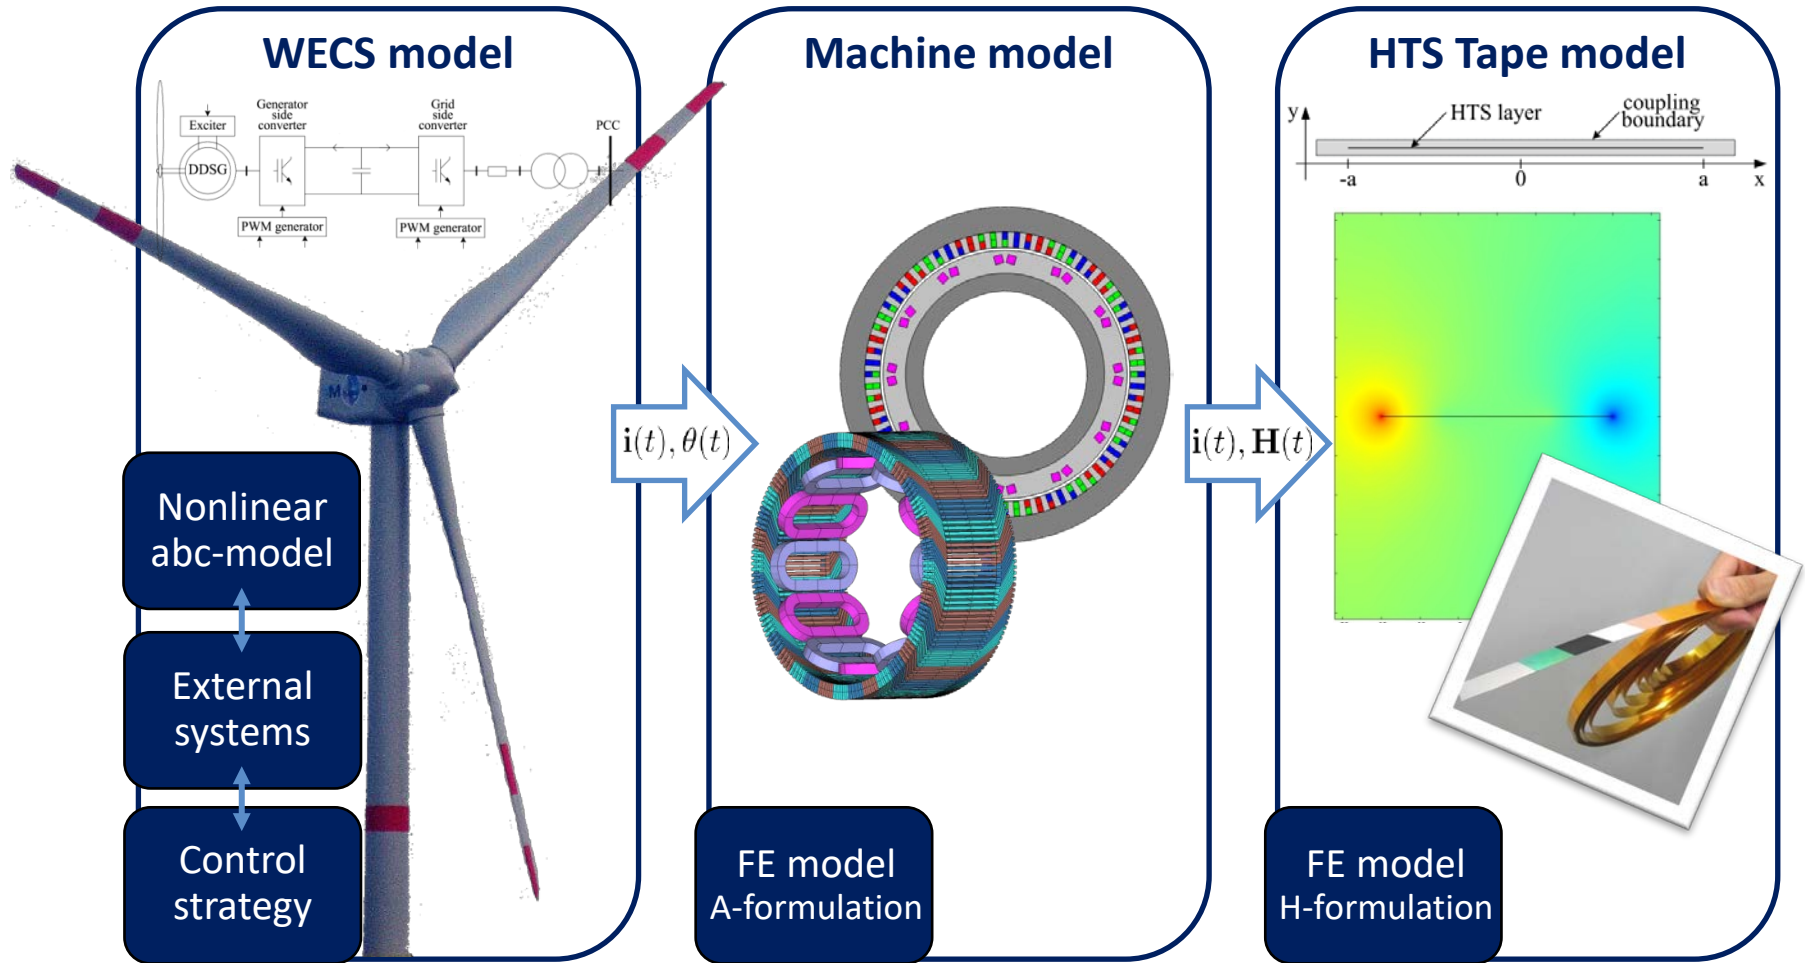 WECS model
Generator
side
converter
Grid
side
converter
PCC
Exciter
DDSG
PWM generator
PWM generator
M
Nonlinear
abc-model
External
systems
Control
strategy
i(t), θ(t)
Machine model
FE model
A-formulation
i(t), H(t)
HTS Tape model
y
HTS layer
coupling
boundary
-a
0
a
x
FE model
H-formulation